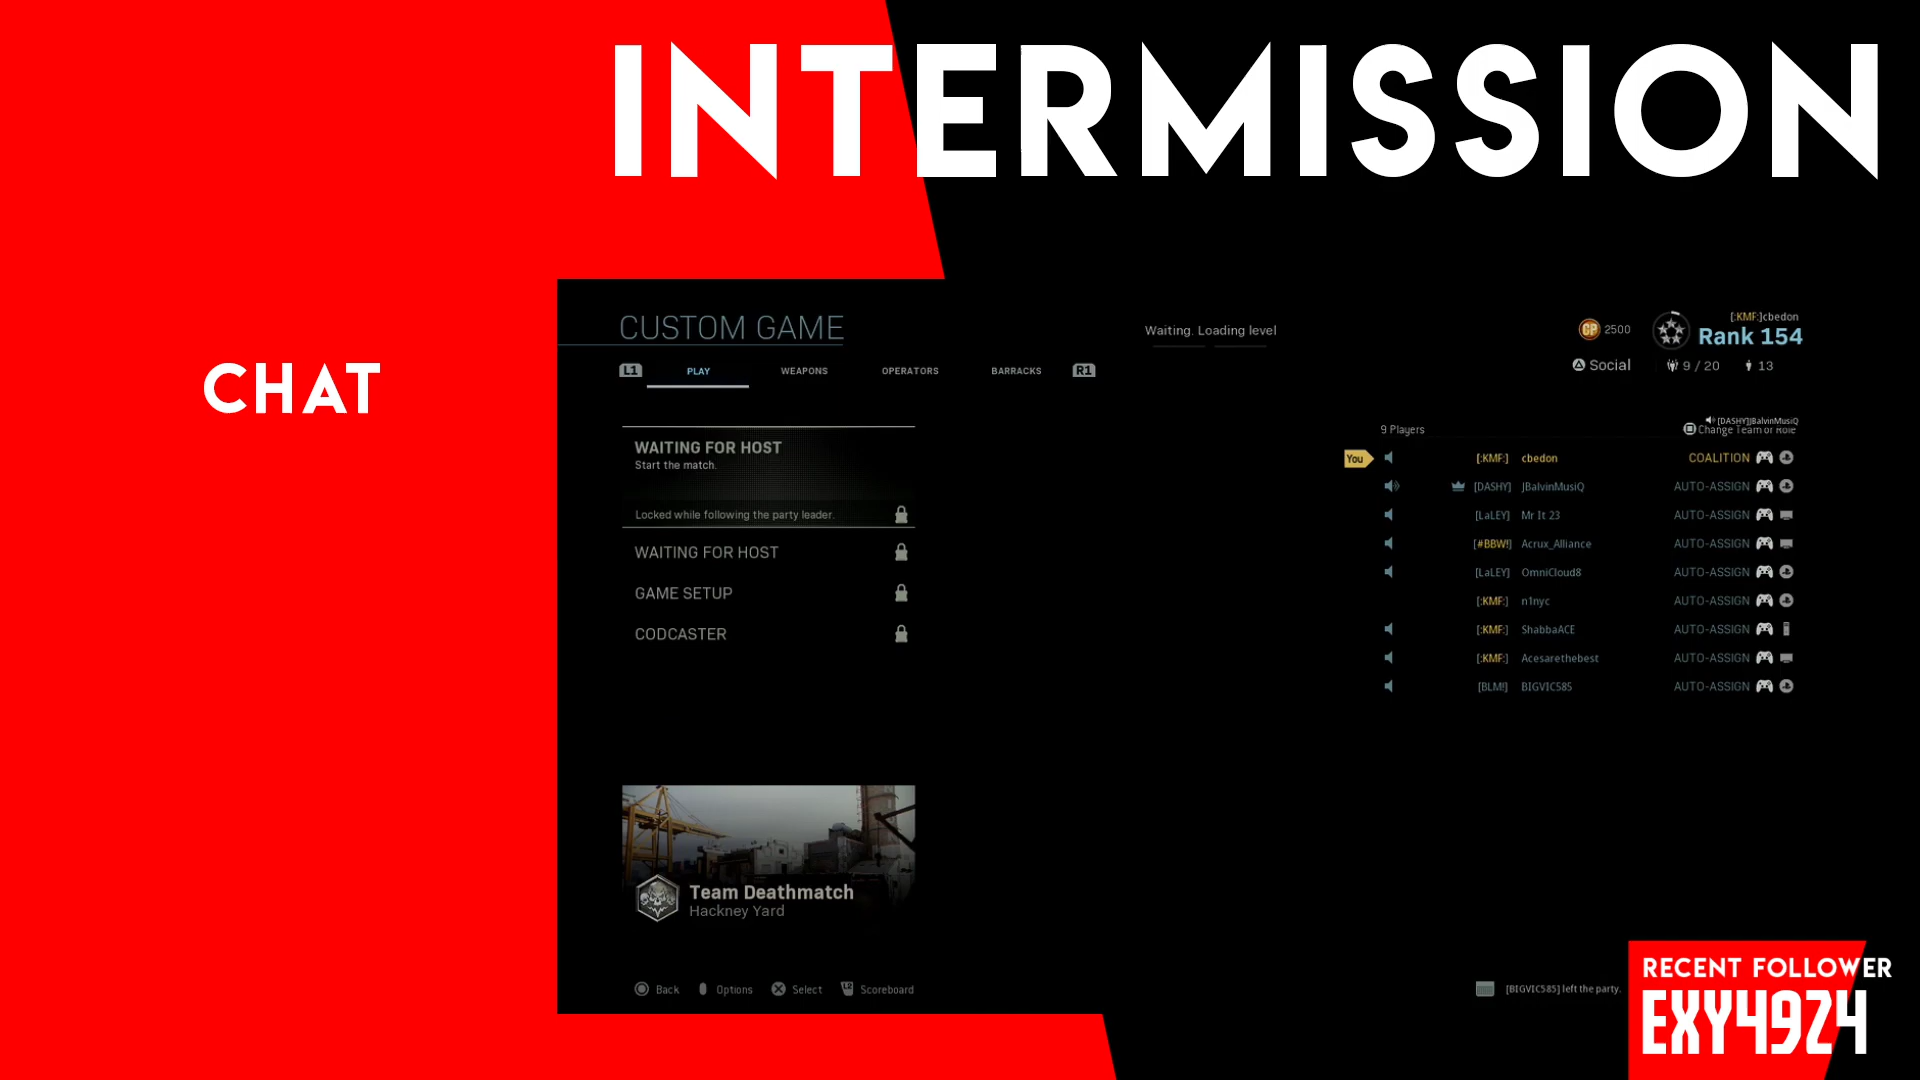 INTERMISSION
CHAT
CUSTOM GAME
Waiting. Loading level
CP 2500
[:KMF:]cbedon
Rank 154
L1 PLAY WEAPONS OPERATORS BARRACKS R1
Social 9 / 20 13
[DASHY]JBalvinMusiQ
9 Players
Change Team or Role
WAITING FOR HOST
Start the match.
Locked while following the party leader.
WAITING FOR HOST
GAME SETUP
CODCASTER
You [:KMF:] cbedon COALITION
[DASHY] JBalvinMusiQ AUTO-ASSIGN
[LaLEY] Mr It 23 AUTO-ASSIGN
[#BBW!] Acrux_Alliance AUTO-ASSIGN
[LaLEY] OmniCloud8 AUTO-ASSIGN
[:KMF:] n1nyc AUTO-ASSIGN
[:KMF:] ShabbaACE AUTO-ASSIGN
[:KMF:] Acesarethebest AUTO-ASSIGN
[BLM!] BIGVIC585 AUTO-ASSIGN
Team Deathmatch
Hackney Yard
Back Options Select Scoreboard
[BIGVIC585] left the party.
RECENT FOLLOWER
EXY4924